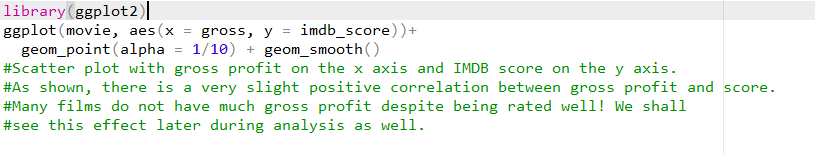 library(ggplot2)
ggplot(movie, aes(x = gross, y = imdb_score))+
  geom_point(alpha = 1/10) + geom_smooth()
#Scatter plot with gross profit on the x axis and IMDB score on the y axis.
#As shown, there is a very slight positive correlation between gross profit and score.
#Many films do not have much gross profit despite being rated well! We shall
#see this effect later during analysis as well.